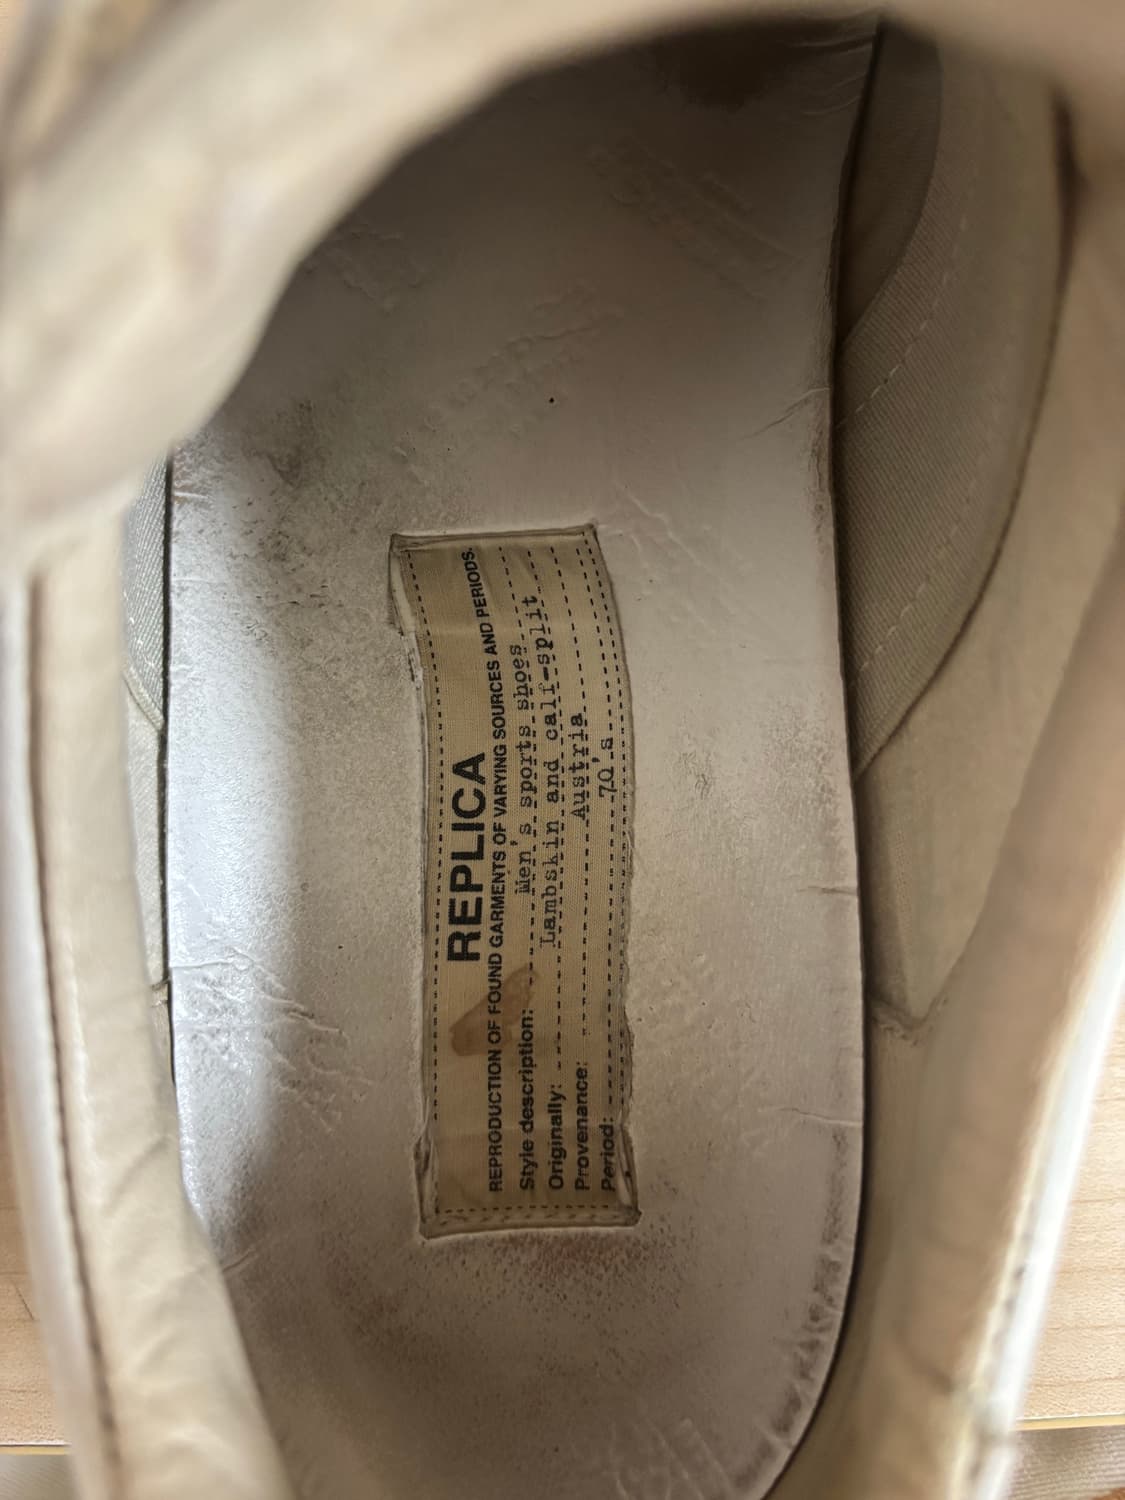 REPLICA
REPRODUCTION OF FOUND GARMENTS OF VARYING SOURCES AND PERIODS.
Style description: Men's sports shoes
Originally: Lambskin and calf-split
Provenance: Austria
Period: 70's